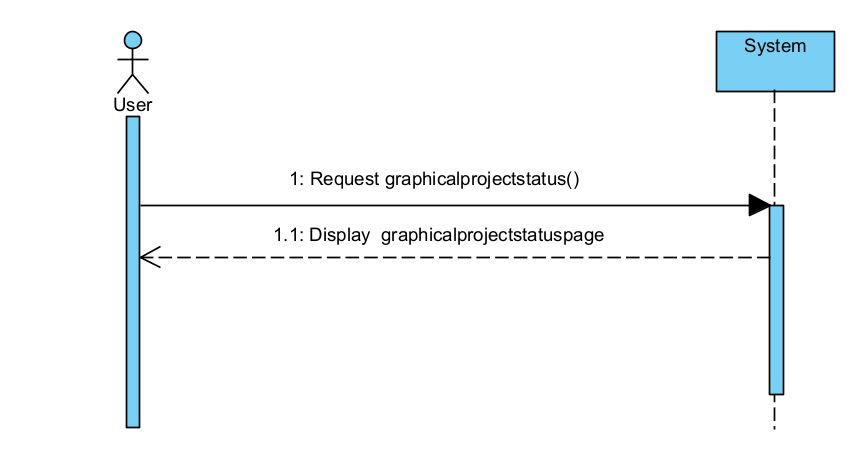 System
User
1: Request graphicalprojectstatus()
1.1: Display  graphicalprojectstatuspage